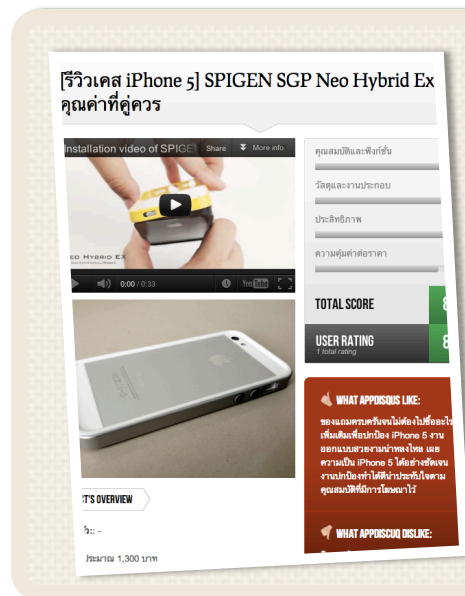 [รีวิวเคส iPhone 5] SPIGEN SGP Neo Hybrid Ex
คุณค่าที่คู่ควร
Installation video of SPIGE
Share
More info
EO HYBRID EX
0:00 / 0:33
YouTube
คุณสมบัติและฟังก์ชั่น
วัสดุและงานประกอบ
ประสิทธิภาพ
ความคุ้มค่าต่อราคา
TOTAL SCORE
8
USER RATING
1 total rating
8
WHAT APPDISQUS LIKE:
ของแถมครบครันจนไม่ต้องไปซื้ออะไร
เพิ่มเติมเพื่อปกป้อง iPhone 5 งาน
ออกแบบสวยงามน่าหลงไหล เผย
ความเป็น iPhone 5 ได้อย่างชัดเจน
งานปกป้องทำได้ดีน่าประทับใจตาม
คุณสมบัติที่มีการโฆษณาไว้
WHAT APPDISCUQ DISLIKE:
T'S OVERVIEW
ประมาณ 1,300 บาท